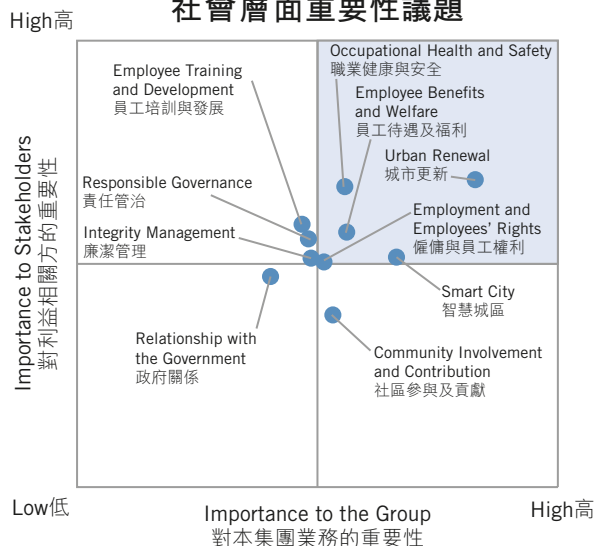 社會層面重要性議題
High高
Occupational Health and Safety
職業健康與安全
Employee Training
and Development
員工培訓與發展
Employee Benefits
and Welfare
員工待遇及福利
Urban Renewal
城市更新
Responsible Governance
責任管治
Integrity Management
廉潔管理
Employment and
Employees' Rights
僱傭與員工權利
Smart City
智慧城區
Relationship with
the Government
政府關係
Community Involvement
and Contribution
社區參與及貢獻
Importance to Stakeholders
對利益相關方的重要性
Low低
Importance to the Group
對本集團業務的重要性
High高